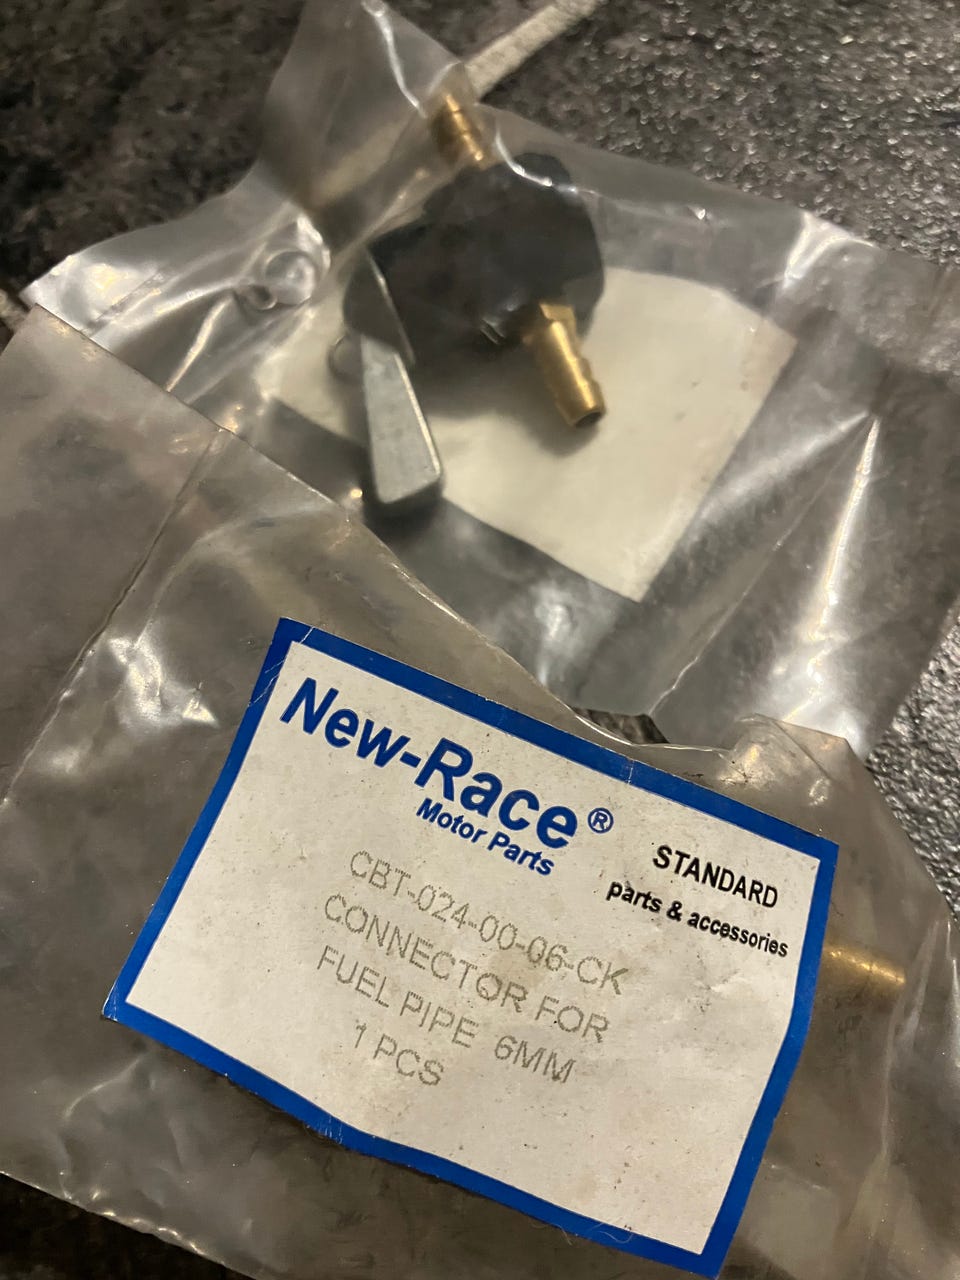 New-Race®
Motor Parts
STANDARD
parts & accessories
CBT-024-00-06-CK
CONNECTOR FOR
FUEL PIPE 6MM
1 PCS